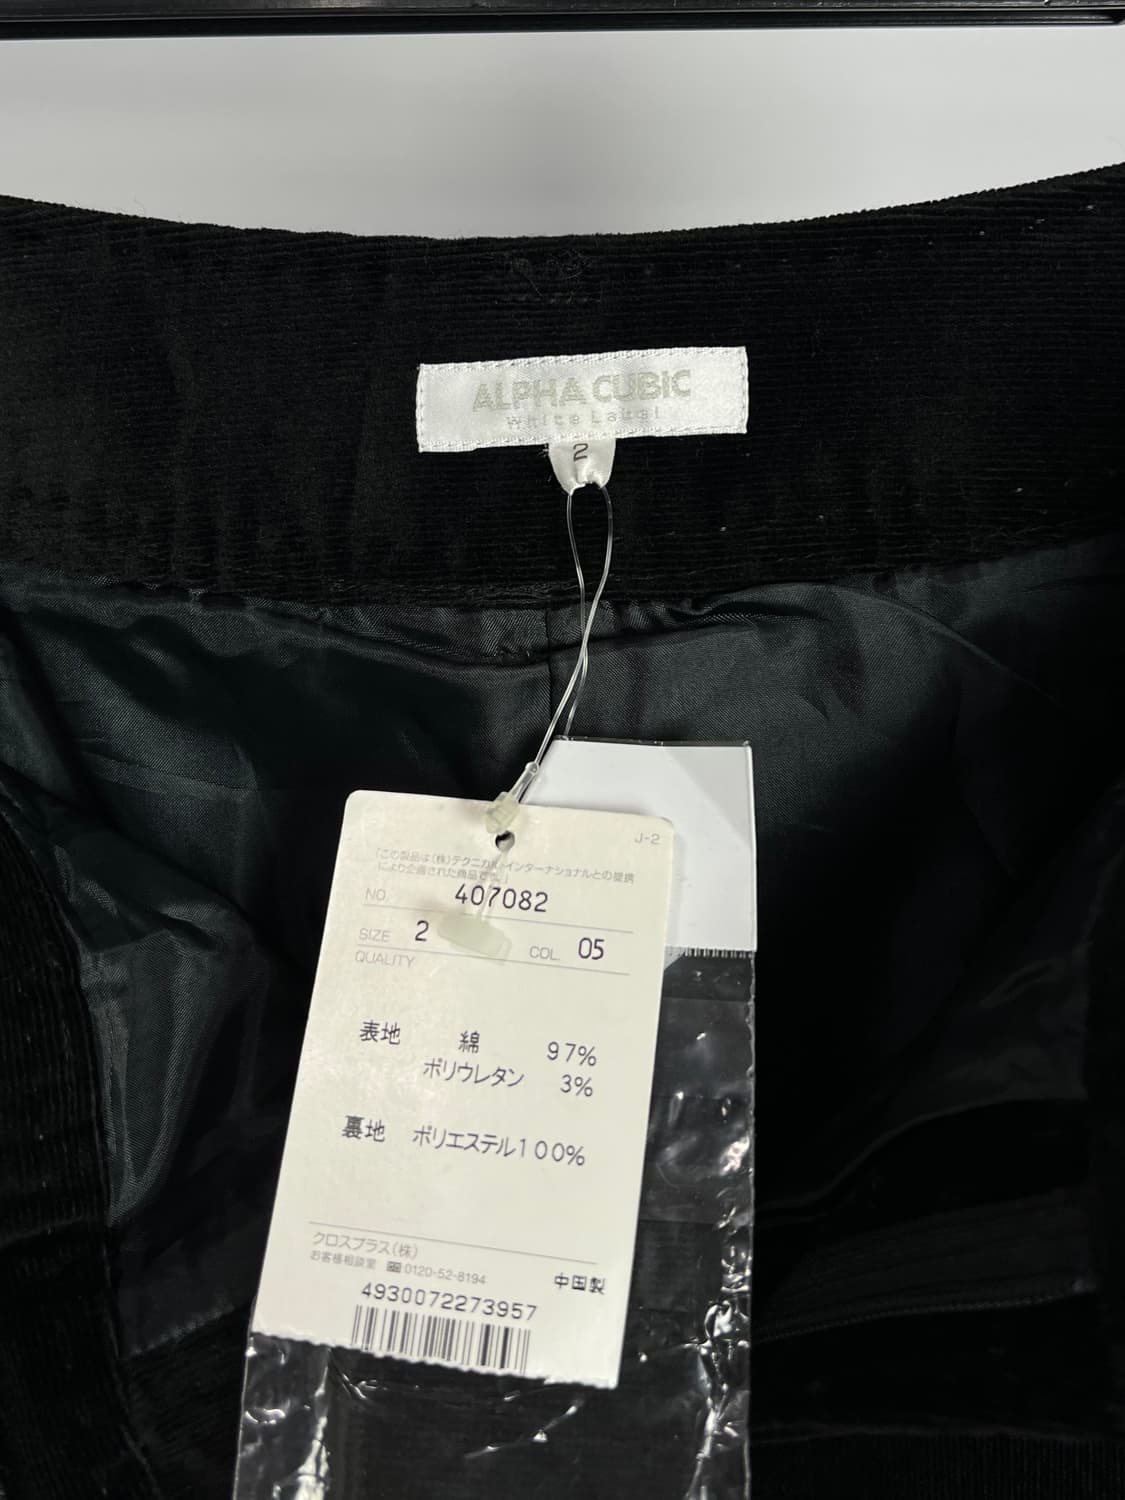 ALPHA CUBIC
White Label
2
J-2
「この製品は(株)テクニカル・インターナショナルとの提携
により企画された商品です。」
NO. 407082
SIZE 2 COL. 05
QUALITY
表地 綿 97%
ポリウレタン 3%
裏地 ポリエステル100%
クロスプラス(株)
お客様相談室 0120-52-8194
中国製
4930072273957